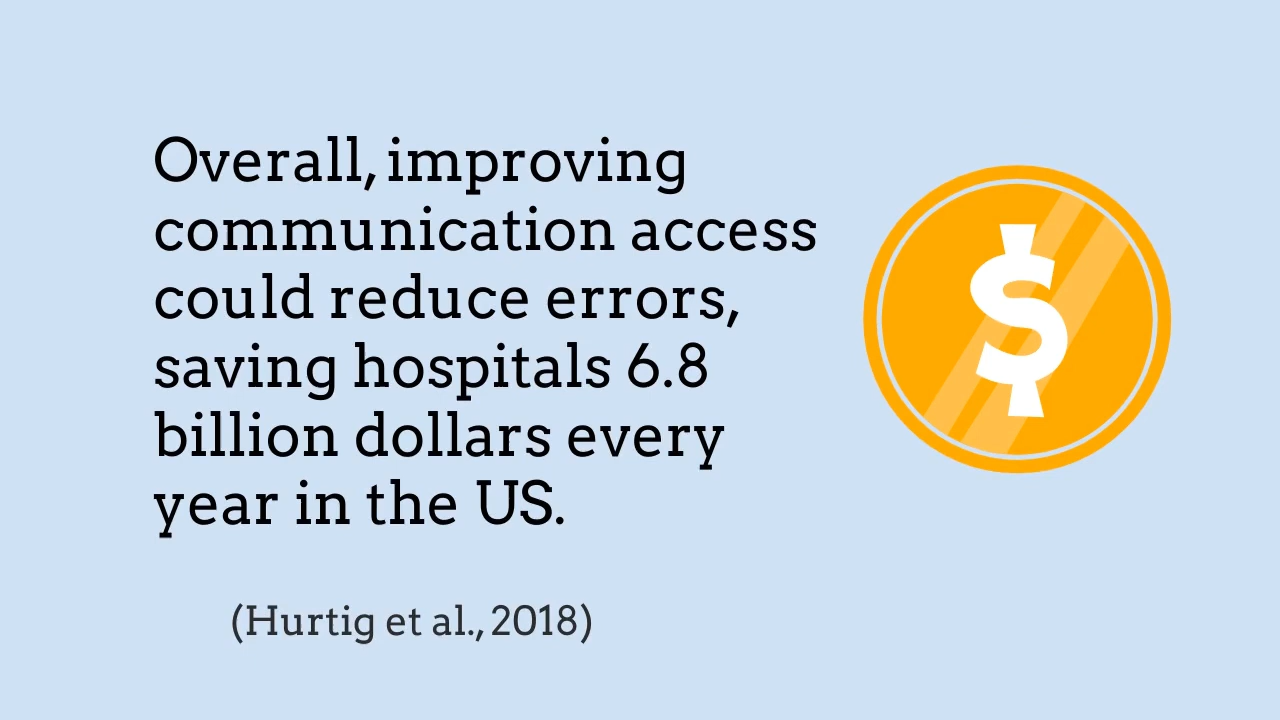 Overall, improving
communication access
could reduce errors,
saving hospitals 6.8
billion dollars every
year in the US.
(Hurtig et al., 2018)
$